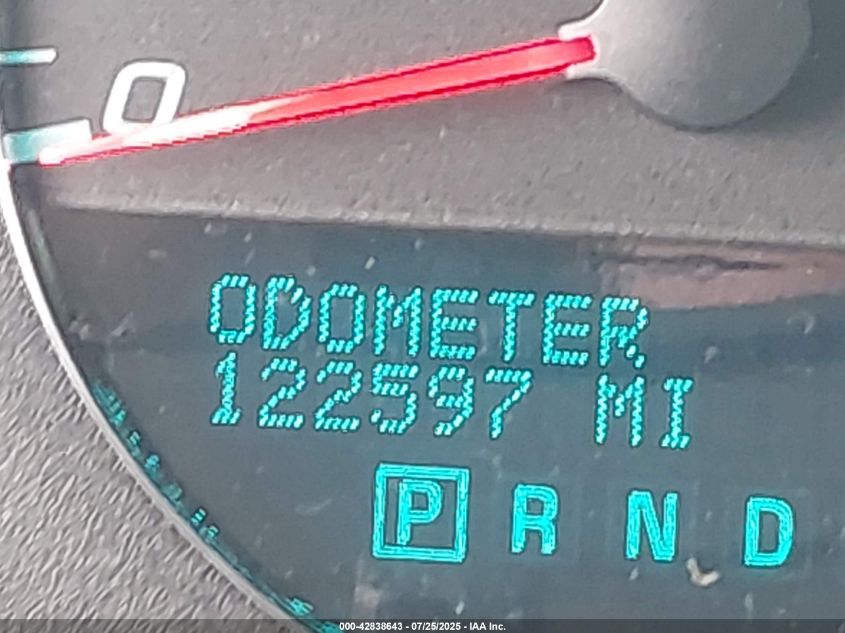 0
ODOMETER
122597 MI
P R N D
000-42838643 - 07/25/2025 - IAA Inc.